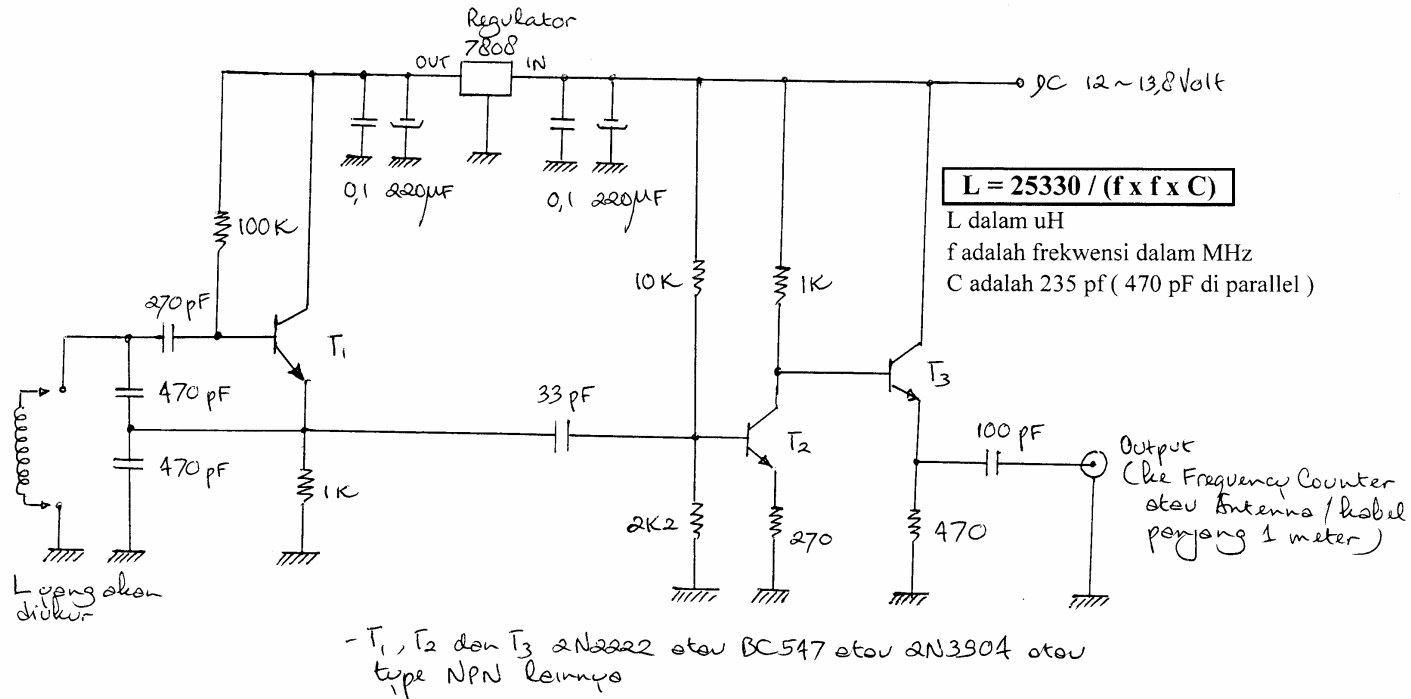 Regulator
7808
OUT
IN
DC 12 ~ 13,8 Volt
0,1
220µF
0,1
220µF
L = 25330 / (f x f x C)
L dalam uH
f adalah frekwensi dalam MHz
C adalah 235 pf ( 470 pF di parallel )
100K
10K
1K
270pF
T1
T3
470 pF
33 pF
T2
100 pF
470 pF
1K
2K2
270
470
Output
(ke Frequency Counter
atau Antenna / kabel
panjang 1 meter)
L yang akan
diukur
- T1, T2 dan T3 2N2222 atau BC547 atau 2N3904 atau
type NPN lainnya